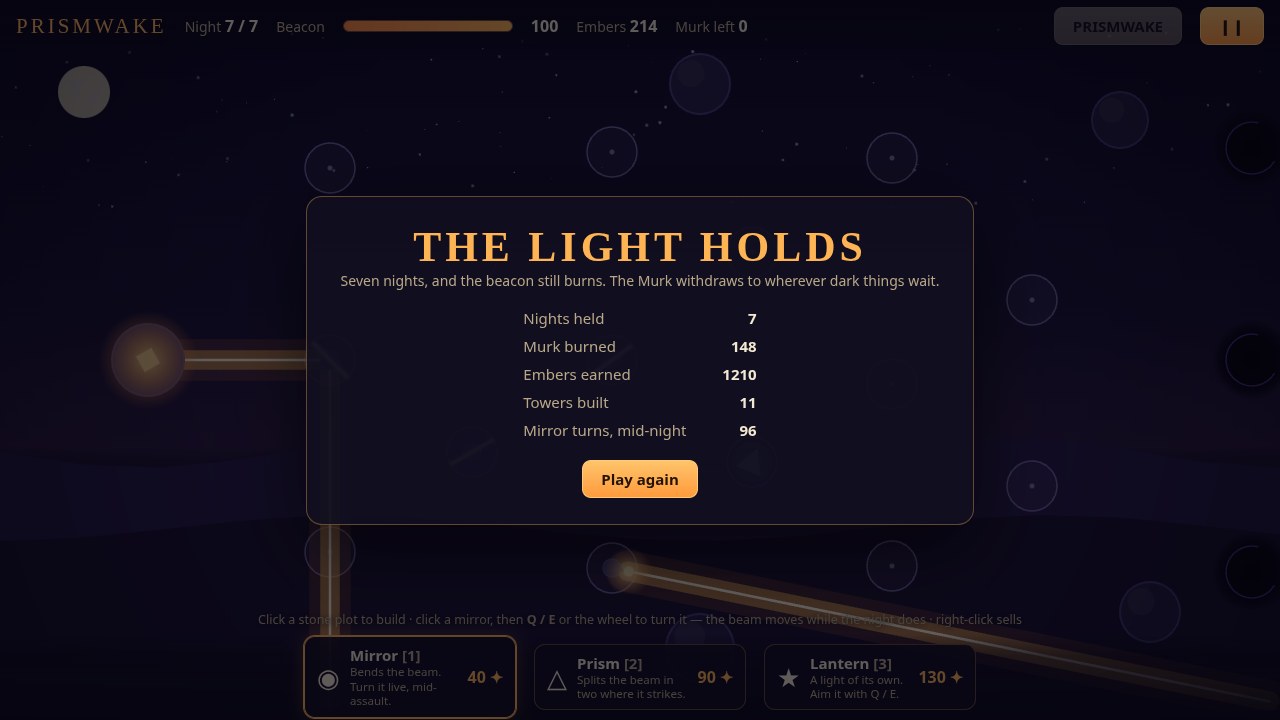 PRISMWAKE Night 7 / 7 Beacon 100 Embers 214 Murk left 0 PRISMWAKE ❙❙
THE LIGHT HOLDS
Seven nights, and the beacon still burns. The Murk withdraws to wherever dark things wait.
Nights held 7
Murk burned 148
Embers earned 1210
Towers built 11
Mirror turns, mid-night 96
Play again
Click a stone plot to build · click a mirror, then Q / E or the wheel to turn it — the beam moves while the night does · right-click sells
Mirror [1]
Bends the beam.
Turn it live, mid-
assault.
40 ✦
Prism [2]
Splits the beam in
two where it strikes.
90 ✦
Lantern [3]
A light of its own.
Aim it with Q / E.
130 ✦